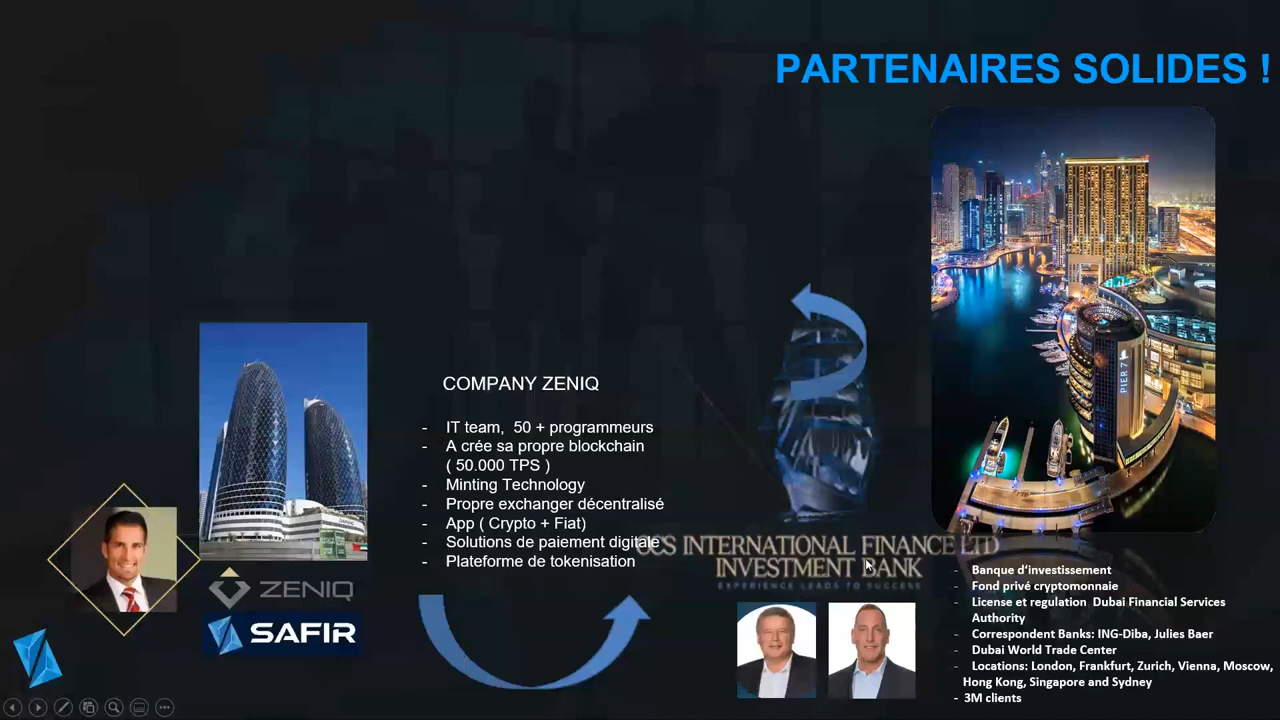 PARTENAIRES SOLIDES !
PIER 7
COMPANY ZENIQ
- IT team, 50 + programmeurs
- A crée sa propre blockchain
( 50.000 TPS )
- Minting Technology
- Propre exchanger décentralisé
- App ( Crypto + Fiat)
- Solutions de paiement digitale
- Plateforme de tokenisation
ZENIQ
SAFIR
INTERNATIONAL FINANCE LTD
INVESTMENT BANK
EXPERIENCE LEADS TO SUCCESS
Banque d'investissement
- Fond privé cryptomonnaie
- License et regulation Dubai Financial Services
Authority
- Correspondent Banks: ING-Diba, Julies Baer
- Dubai World Trade Center
- Locations: London, Frankfurt, Zurich, Vienna, Moscow,
Hong Kong, Singapore and Sydney
- 3M clients